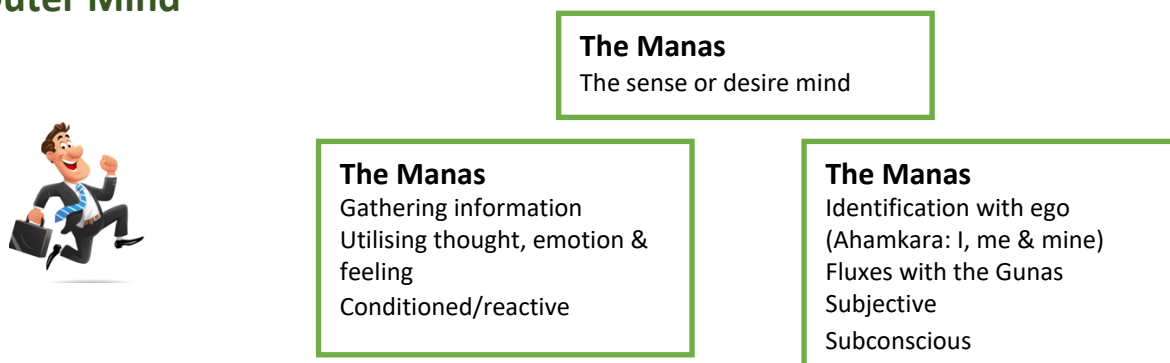 Mind
The Manas
The sense or desire mind
The Manas
Gathering information
Utilising thought, emotion &
feeling
Conditioned/reactive
The Manas
Identification with ego
(Ahamkara: I, me & mine)
Fluxes with the Gunas
Subjective
Subconscious